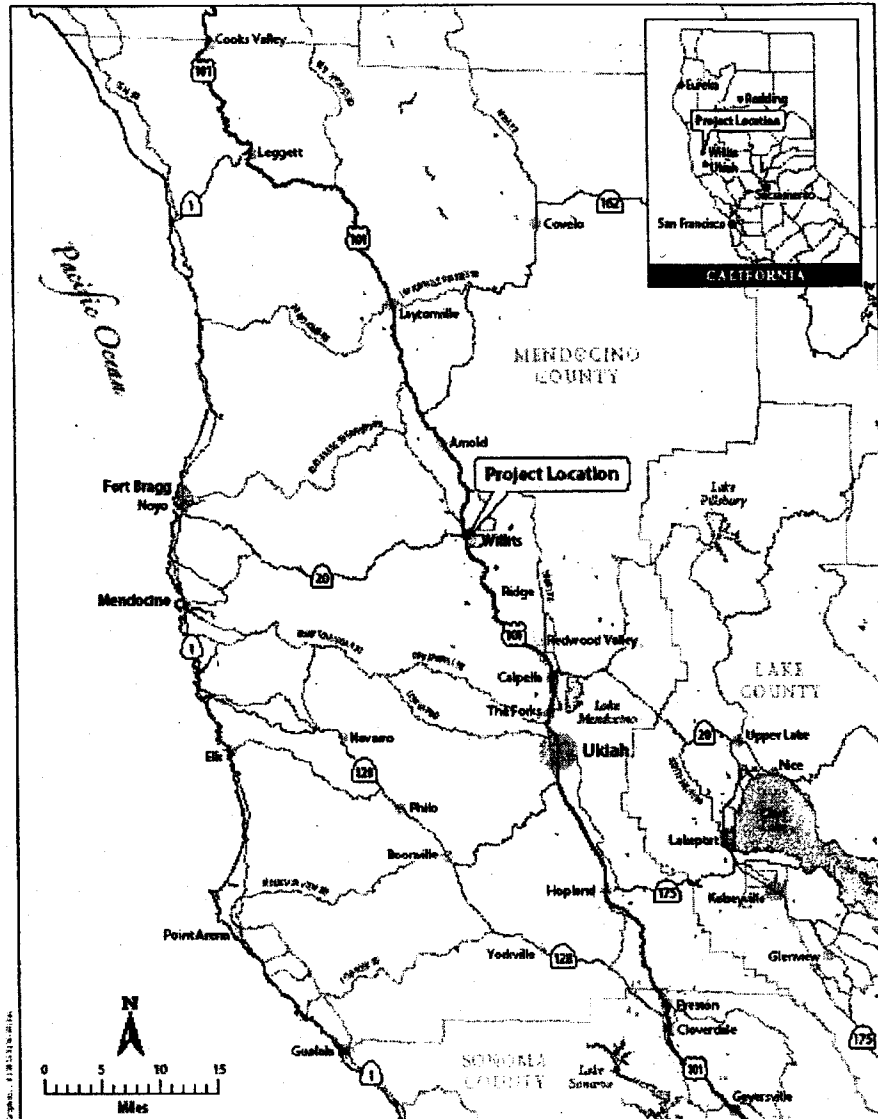 Cooks Valley
101
Leggett
1
101
162
Covelo
Pacific Ocean
Laytonville
MENDOCINO
COUNTY
Arnold
Project Location
Fort Bragg
Noyo
Willits
20
Ridge
Mendocino
101
Redwood Valley
1
Calpella
The Forks
Lake
Mendocino
Ukiah
Lake
Pillsbury
LAKE
COUNTY
20
Upper Lake
Nice
Navarro
Elk
128
Philo
Lakeport
Boonville
Hopland
175
Kelseyville
Point Arena
Yorkville
128
Glenview
Preston
Cloverdale
175
Gualala
1
SONOMA
COUNTY
Lake
Sonoma
101
Geyserville
N
0 5 10 15
Miles
Eureka
Redding
Project Location
Willits
Ukiah
Sacramento
San Francisco
CALIFORNIA